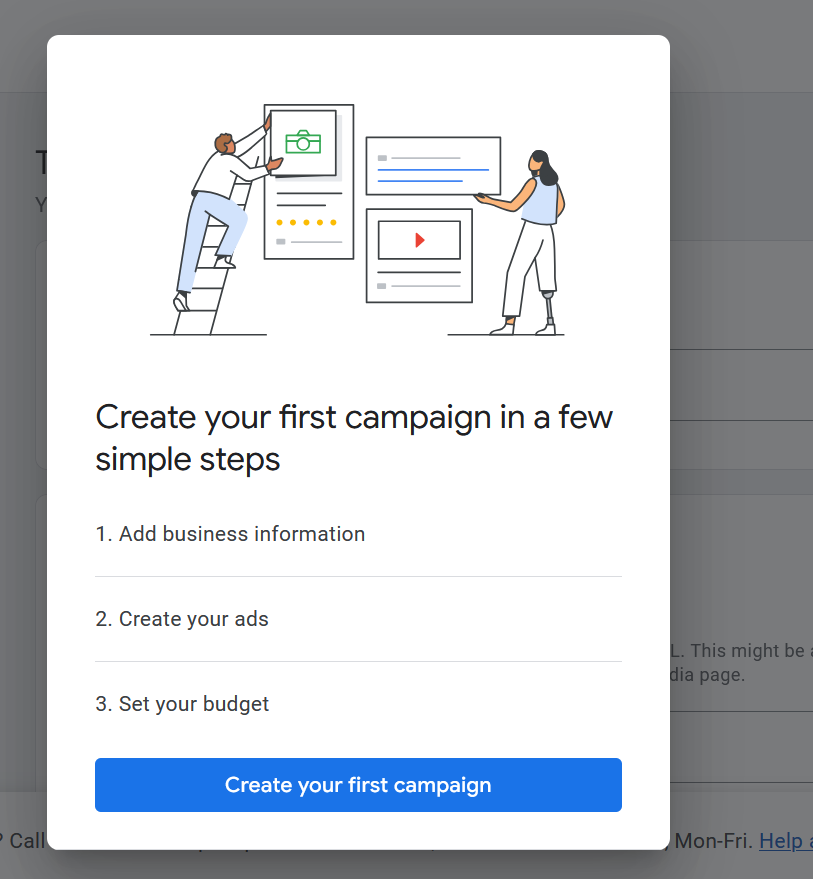 T
Y
Create your first campaign in a few
simple steps
1. Add business information
2. Create your ads
L. This might be
dia page.
3. Set your budget
Create your first campaign
? Call
Mon-Fri. Help